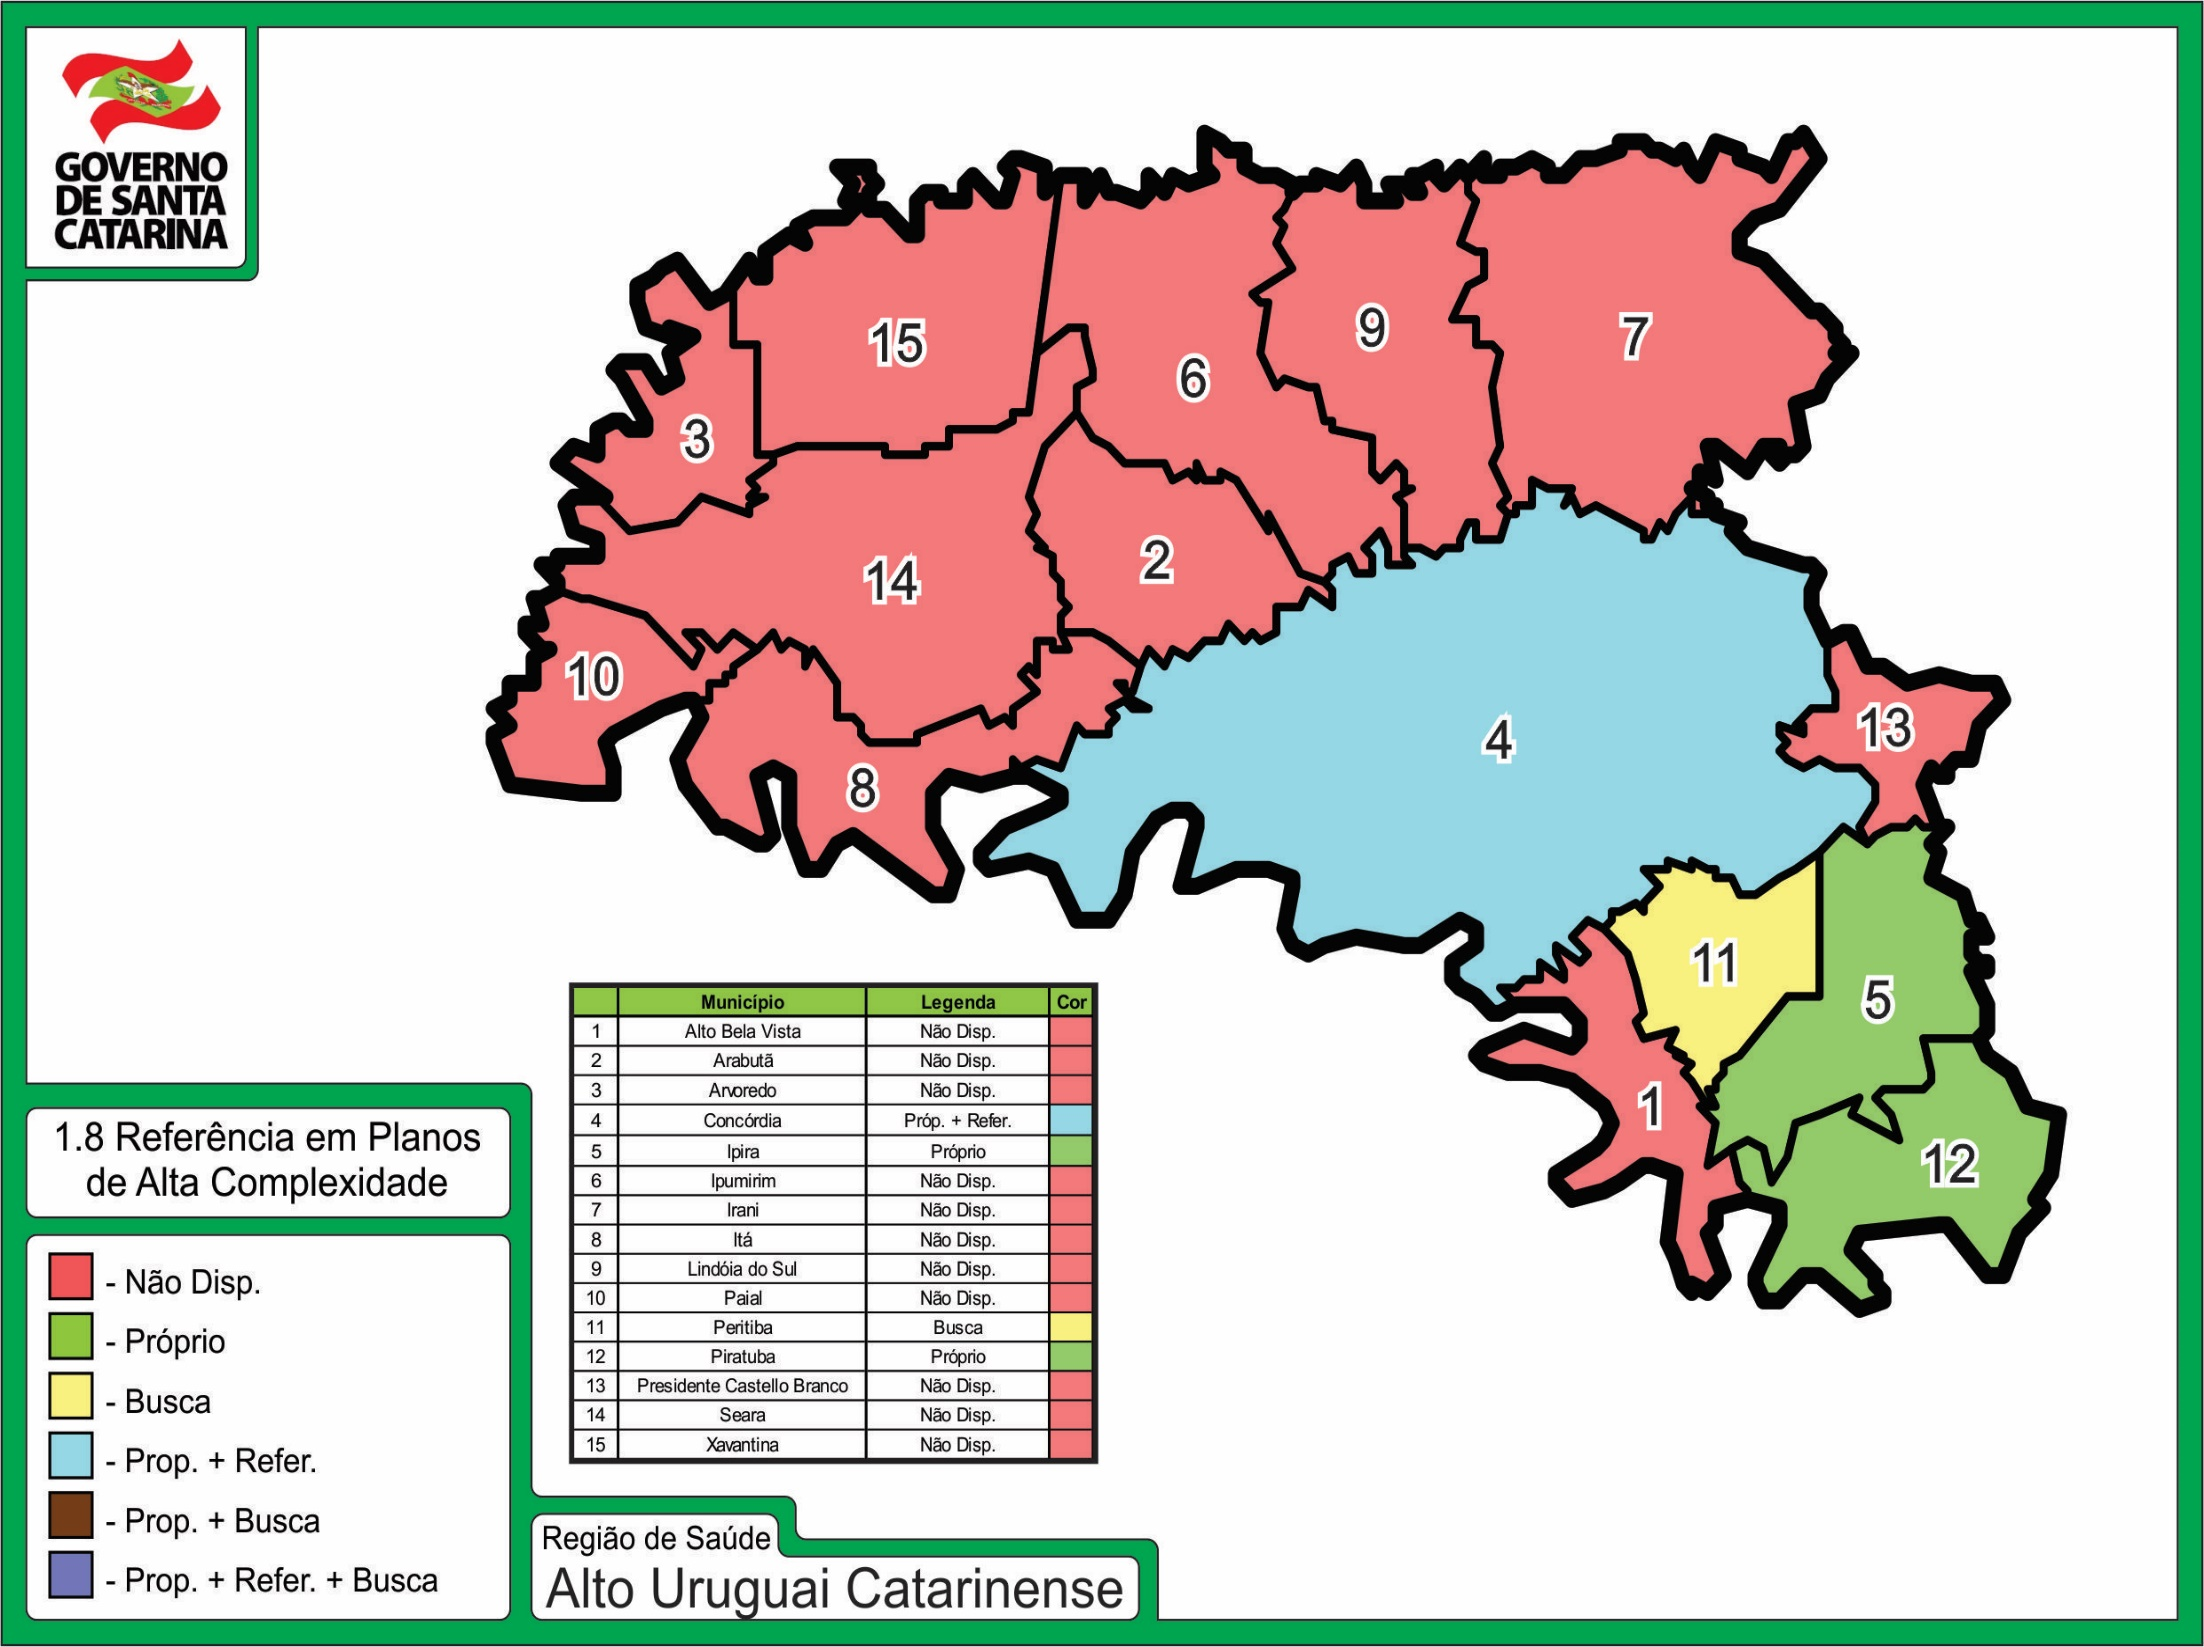 GOVERNO
DE SANTA
CATARINA
15
9
7
6
3
2
14
10
4
13
8
11
5
1
12
Município Legenda Cor
1 Alto Bela Vista Não Disp.
2 Arabutã Não Disp.
3 Arvoredo Não Disp.
4 Concórdia Próp. + Refer.
5 Ipira Próprio
6 Ipumirim Não Disp.
7 Irani Não Disp.
8 Itá Não Disp.
9 Lindóia do Sul Não Disp.
10 Paial Não Disp.
11 Peritiba Busca
12 Piratuba Próprio
13 Presidente Castello Branco Não Disp.
14 Seara Não Disp.
15 Xavantina Não Disp.
1.8 Referência em Planos
de Alta Complexidade
- Não Disp.
- Próprio
- Busca
- Prop. + Refer.
- Prop. + Busca
- Prop. + Refer. + Busca
Região de Saúde
Alto Uruguai Catarinense